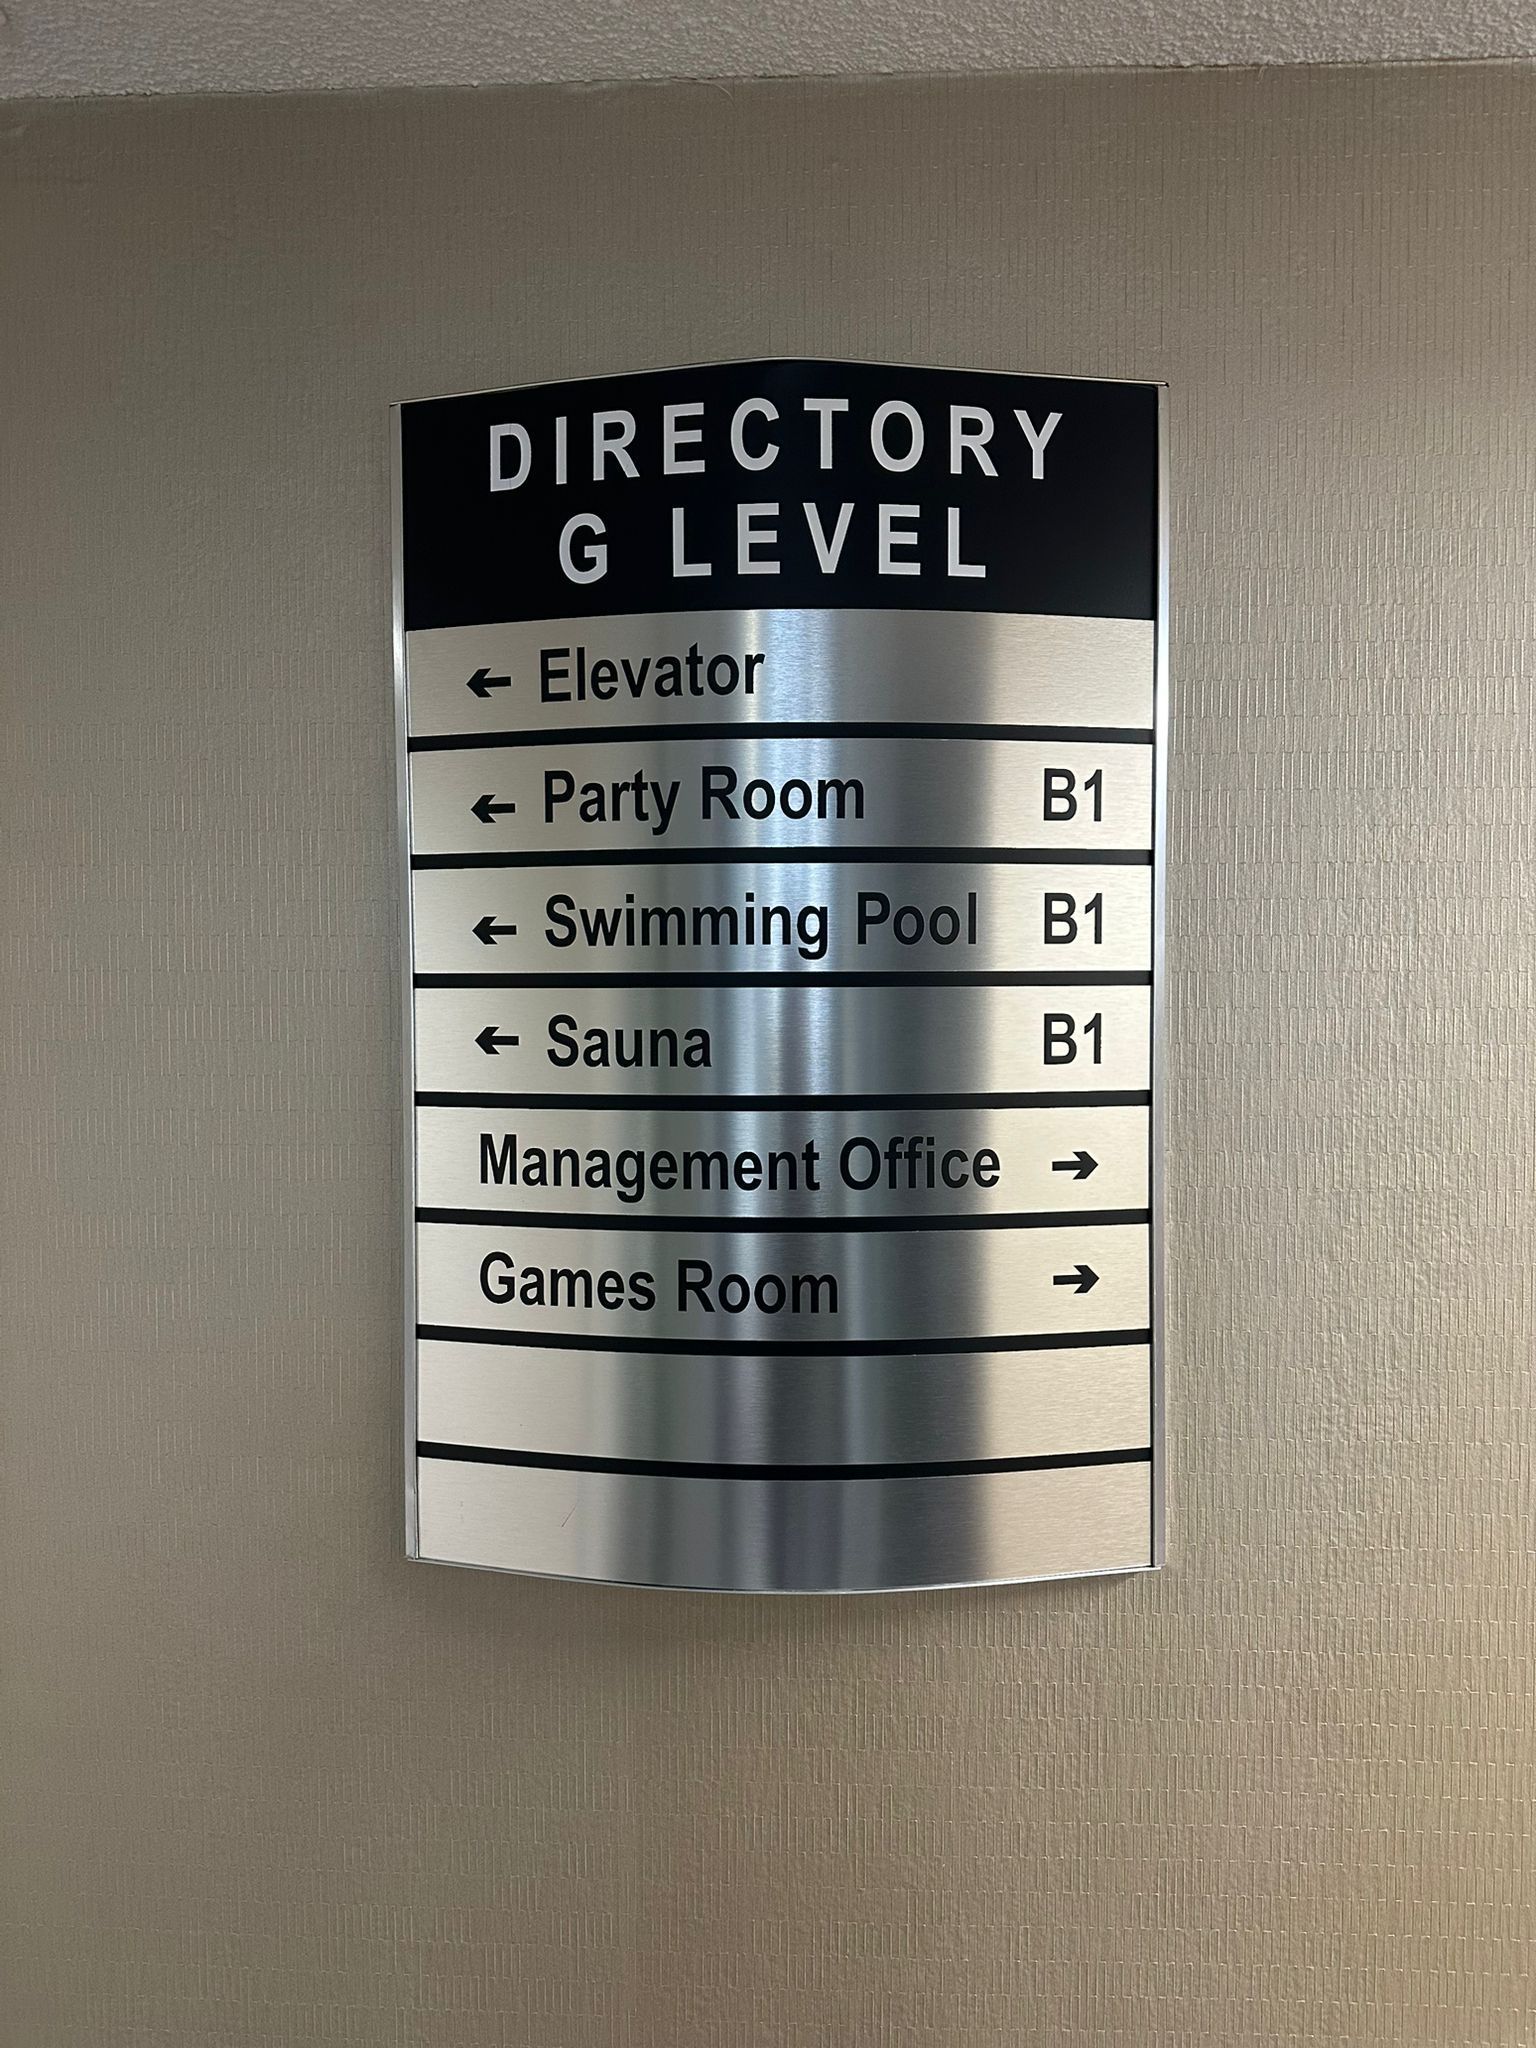 DIRECTORY
G LEVEL
← Elevator
← Party Room B1
← Swimming Pool B1
← Sauna B1
Management Office →
Games Room →